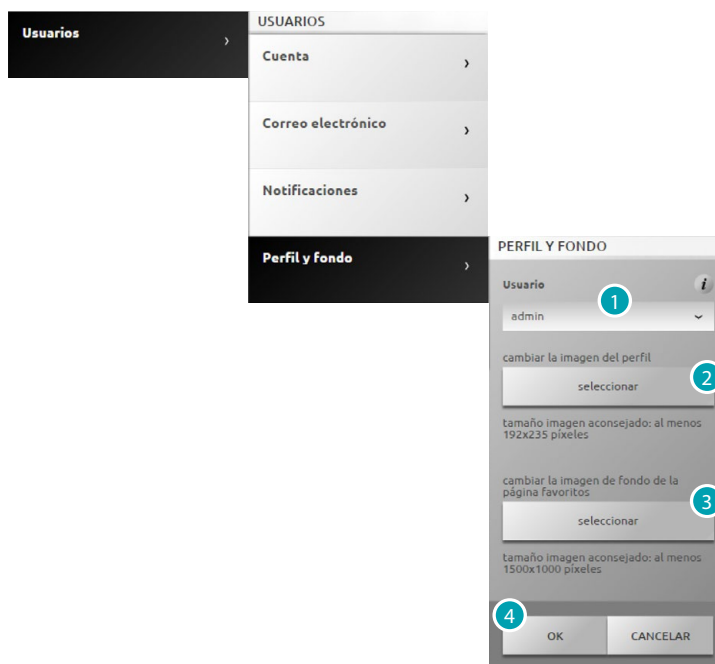 Usuarios
USUARIOS
Cuenta
Correo electrónico
Notificaciones
Perfil y fondo
PERFIL Y FONDO
Usuario
i
1
admin
cambiar la imagen del perfil
seleccionar
2
tamaño imagen aconsejado: al menos
192x235 píxeles
cambiar la imagen de fondo de la
página favoritos
seleccionar
3
tamaño imagen aconsejado: al menos
1500x1000 píxeles
4
OK
CANCELAR